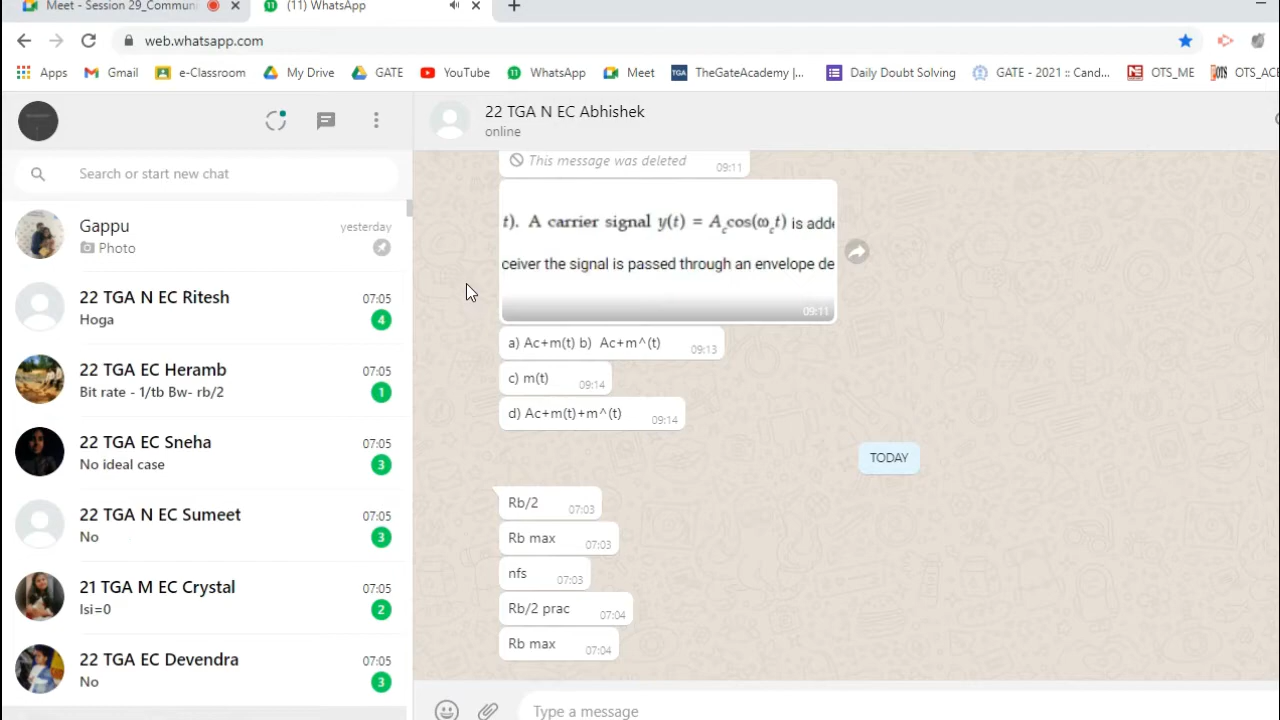 Meet - Session 29_Commun
(11) WhatsApp
web.whatsapp.com
Apps
Gmail
e-Classroom
My Drive
GATE
YouTube
WhatsApp
Meet
TGA TheGateAcademy |...
Daily Doubt Solving
GATE - 2021 :: Cand...
OTS_ME
OTS_ACE
Search or start new chat
Gappu
yesterday
Photo
22 TGA N EC Ritesh
07:05
Hoga
4
22 TGA EC Heramb
07:05
Bit rate - 1/tb Bw- rb/2
1
22 TGA EC Sneha
07:05
No ideal case
3
22 TGA N EC Sumeet
07:05
No
3
21 TGA M EC Crystal
07:05
Isi=0
2
22 TGA EC Devendra
07:05
No
3
22 TGA N EC Abhishek
online
This message was deleted
09:11
t). A carrier signal y(t) = A_c cos(ω_c t) is adde
ceiver the signal is passed through an envelope de
09:11
a) Ac+m(t) b) Ac+m^(t)
09:13
c) m(t)
09:14
d) Ac+m(t)+m^(t)
09:14
TODAY
Rb/2
07:03
Rb max
07:03
nfs
07:03
Rb/2 prac
07:04
Rb max
07:04
Type a message